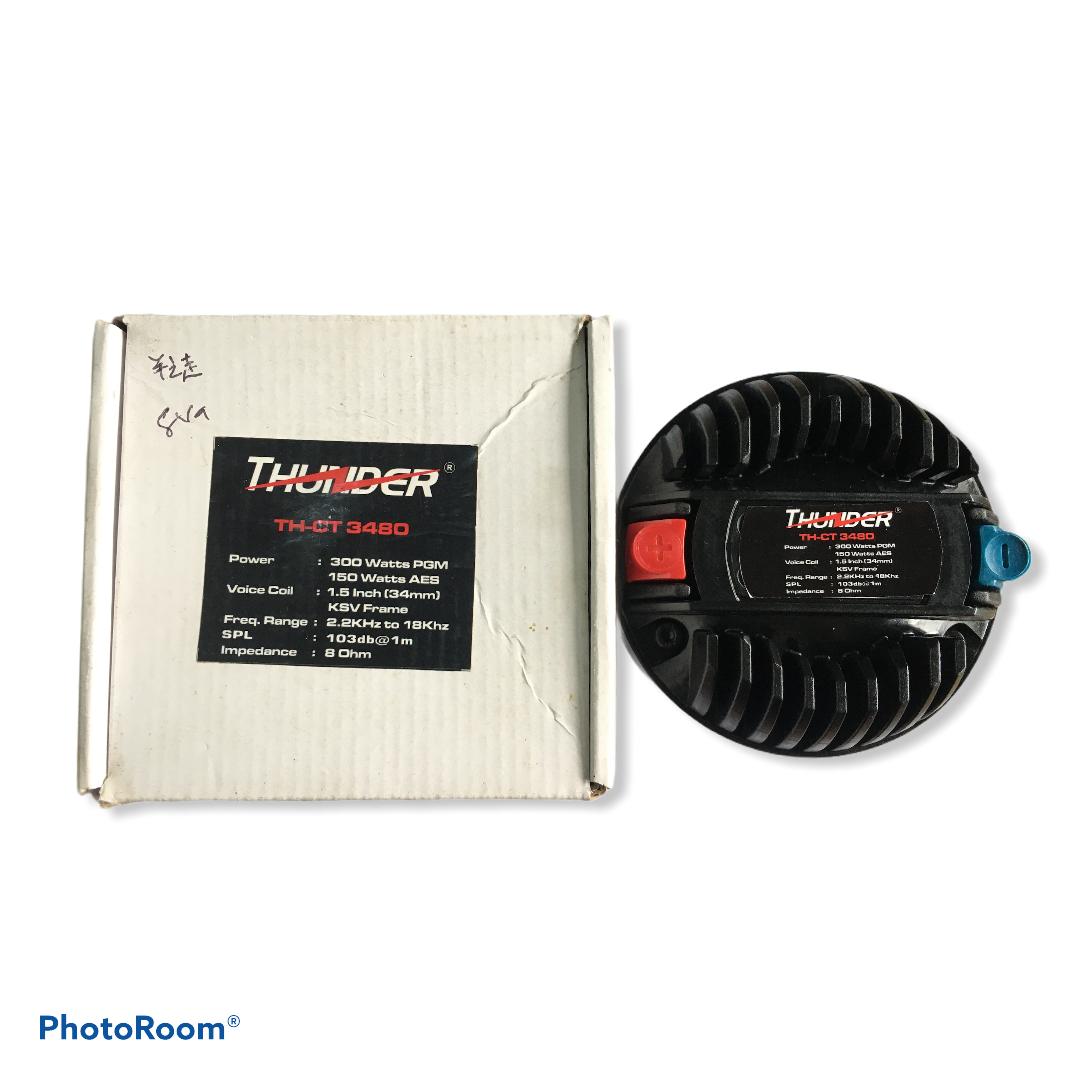 THUNDER®
TH-CT 3480
Power : 300 Watts PGM
150 Watts AES
Voice Coil : 1.5 Inch (34mm)
KSV Frame
Freq. Range : 2.2KHz to 18Khz
SPL : 103db@1m
Impedance : 8 Ohm
THUNDER®
TH-CT 3480
Power : 300 Watts PGM
150 Watts AES
Voice Coil : 1.5 Inch (34mm)
KSV Frame
Freq. Range : 2.2KHz to 18Khz
SPL : 103db@1m
Impedance : 8 Ohm
+
-
PhotoRoom®